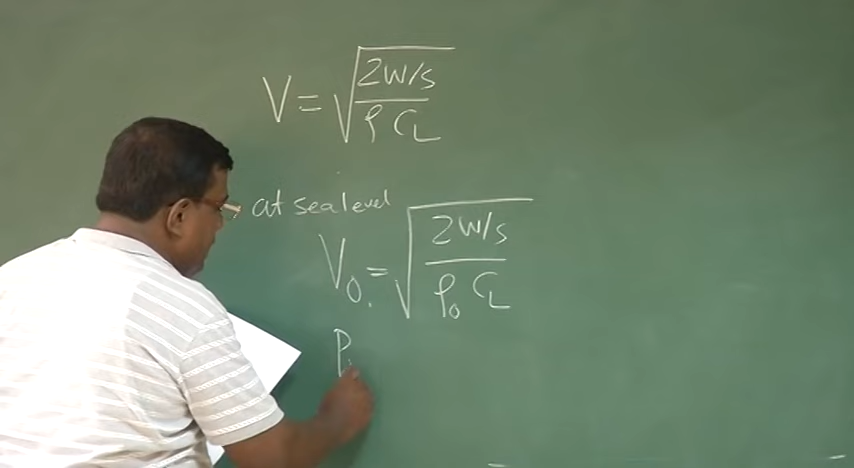 V = √(2W/S / ρ C_L)
at sea level
V₀ = √(2W/S / ρ₀ C_L)
P